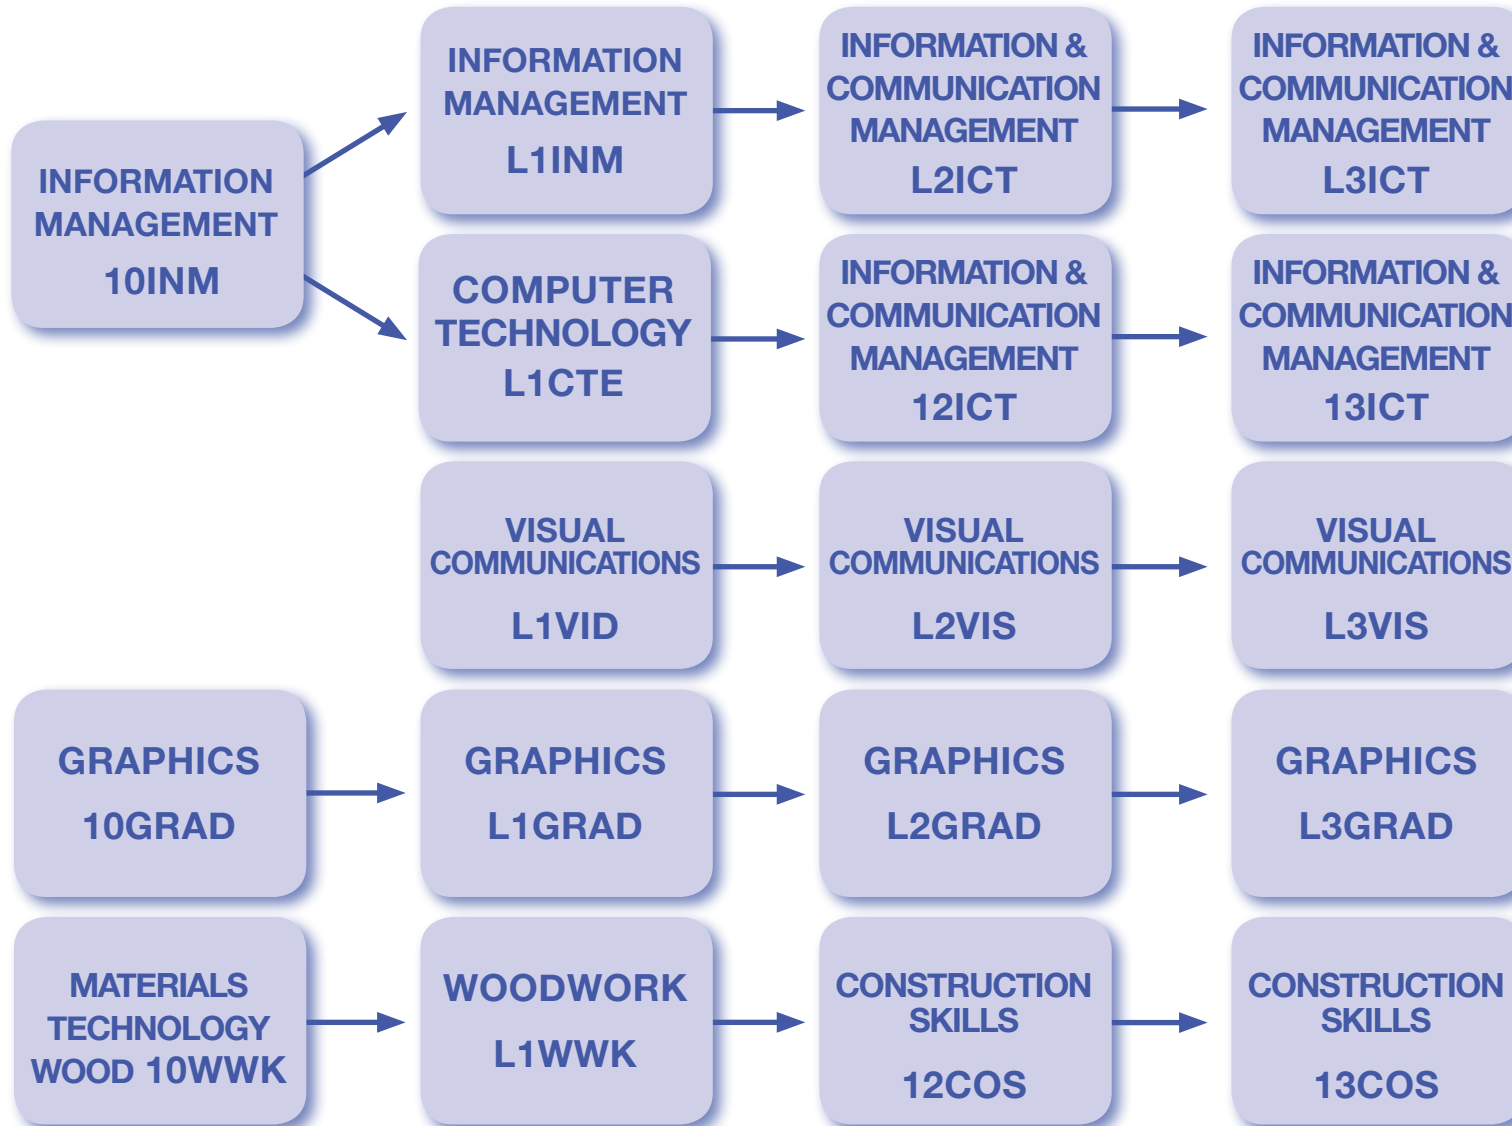 INFORMATION
MANAGEMENT
10INM
INFORMATION
MANAGEMENT
L1INM
INFORMATION &
COMMUNICATION
MANAGEMENT
L2ICT
INFORMATION &
COMMUNICATION
MANAGEMENT
L3ICT
COMPUTER
TECHNOLOGY
L1CTE
INFORMATION &
COMMUNICATION
MANAGEMENT
12ICT
INFORMATION &
COMMUNICATION
MANAGEMENT
13ICT
VISUAL
COMMUNICATIONS
L1VID
VISUAL
COMMUNICATIONS
L2VIS
VISUAL
COMMUNICATIONS
L3VIS
GRAPHICS
10GRAD
GRAPHICS
L1GRAD
GRAPHICS
L2GRAD
GRAPHICS
L3GRAD
MATERIALS
TECHNOLOGY
WOOD 10WWK
WOODWORK
L1WWK
CONSTRUCTION
SKILLS
12COS
CONSTRUCTION
SKILLS
13COS